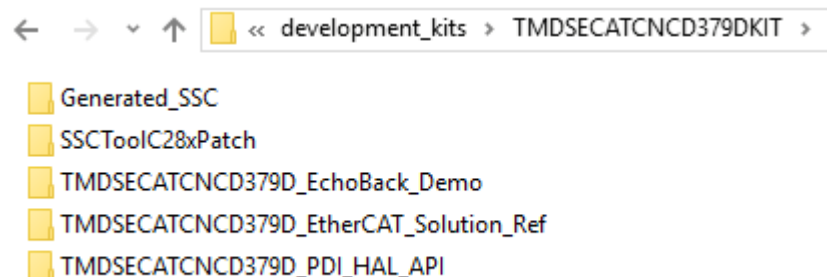 « development_kits > TMDSECATCNCD379DKIT >
Generated_SSC
SSCToolC28xPatch
TMDSECATCNCD379D_EchoBack_Demo
TMDSECATCNCD379D_EtherCAT_Solution_Ref
TMDSECATCNCD379D_PDI_HAL_API